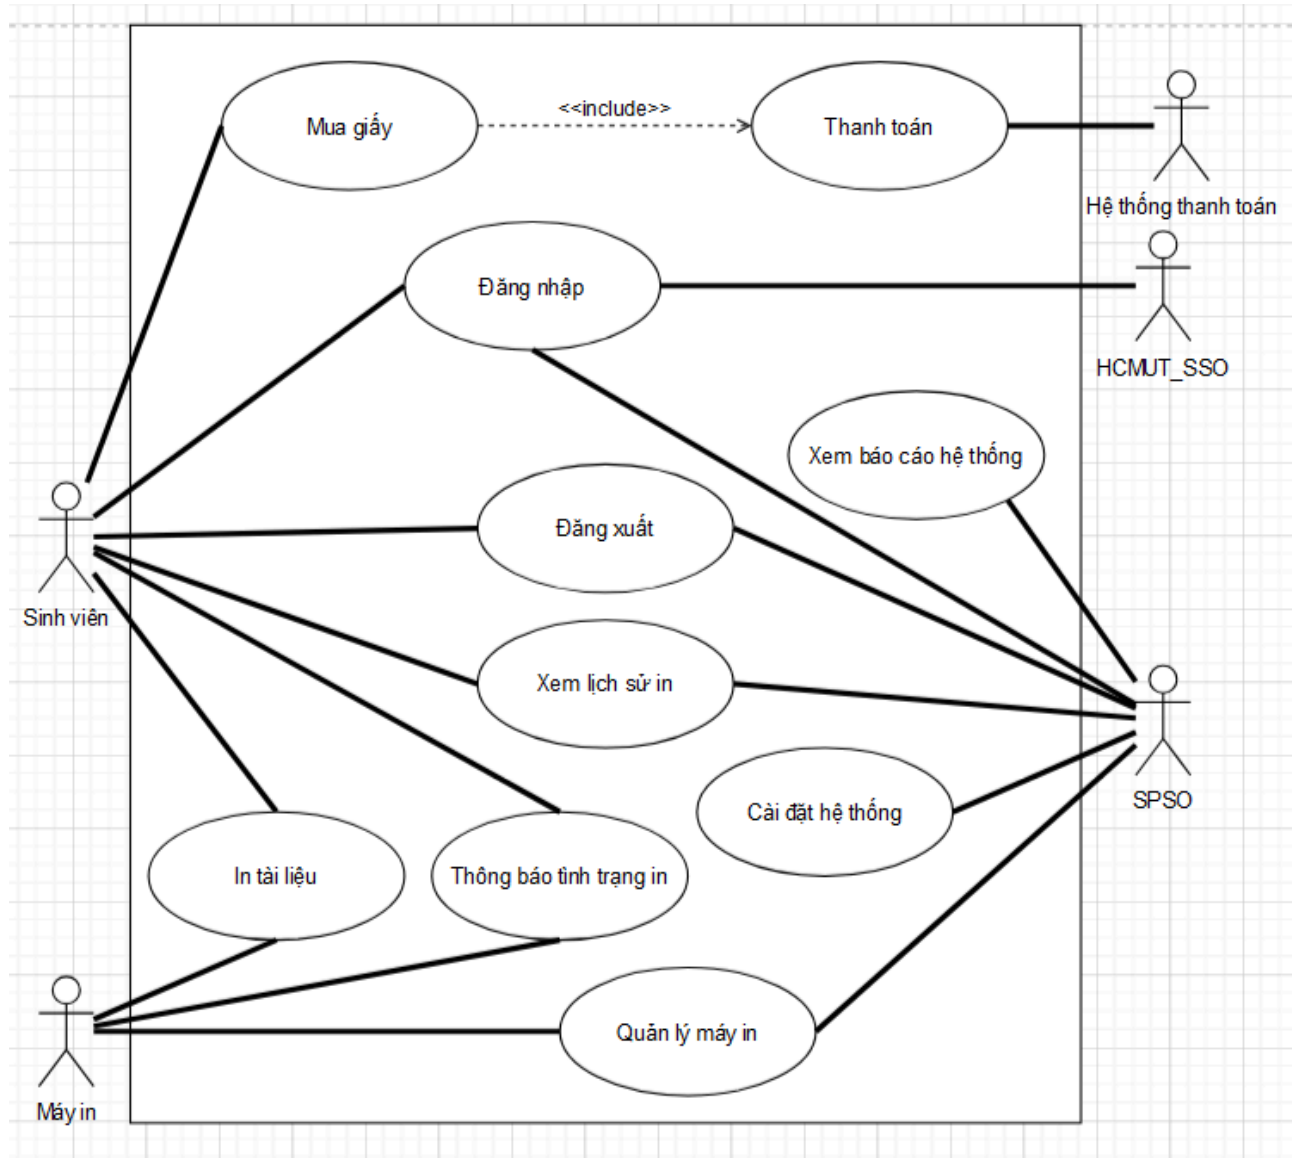 Mua giấy
<<include>>
Thanh toán
Hệ thống thanh toán
Đăng nhập
HCMUT_SSO
Xem báo cáo hệ thống
Đăng xuất
Sinh viên
Xem lịch sử in
SPSO
Cài đặt hệ thống
In tài liệu
Thông báo tình trạng in
Quản lý máy in
Máy in